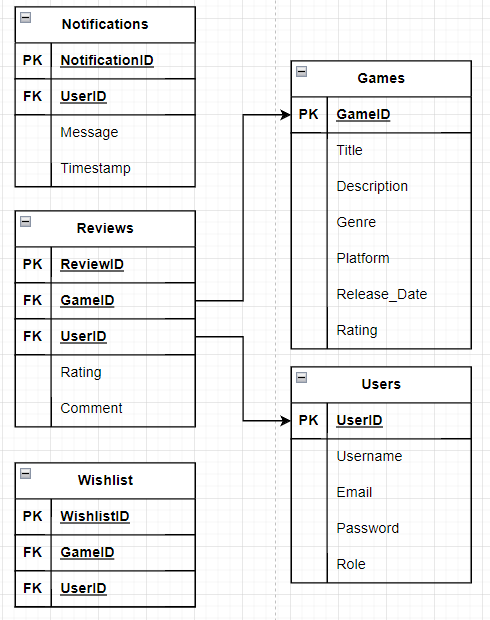 Notifications
PK NotificationID
FK UserID
Message
Timestamp
Reviews
PK ReviewID
FK GameID
FK UserID
Rating
Comment
Wishlist
PK WishlistID
FK GameID
FK UserID
Games
PK GameID
Title
Description
Genre
Platform
Release_Date
Rating
Users
PK UserID
Username
Email
Password
Role